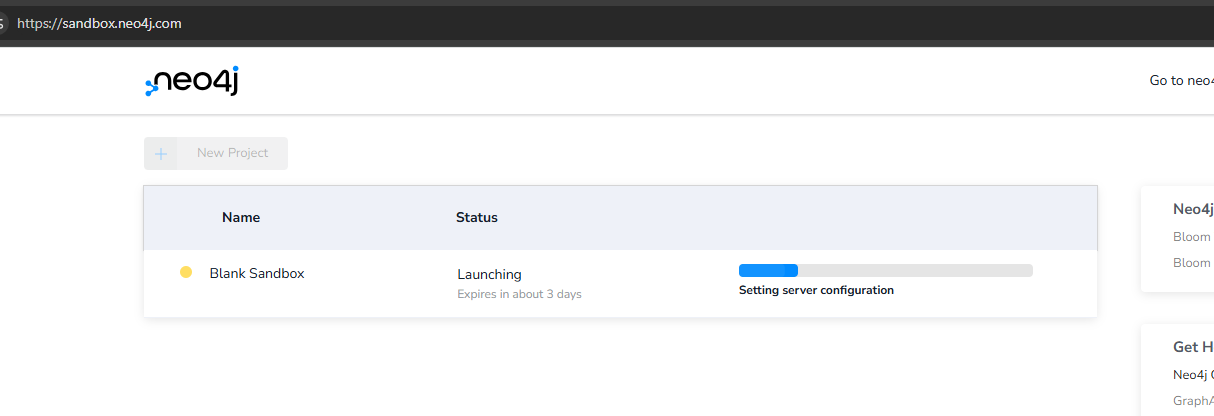 https://sandbox.neo4j.com
neo4j
Go to neo4
+ New Project
Name Status
Blank Sandbox
Launching
Expires in about 3 days
Setting server configuration
Neo4j
Bloom
Bloom
Get H
Neo4j
GraphA